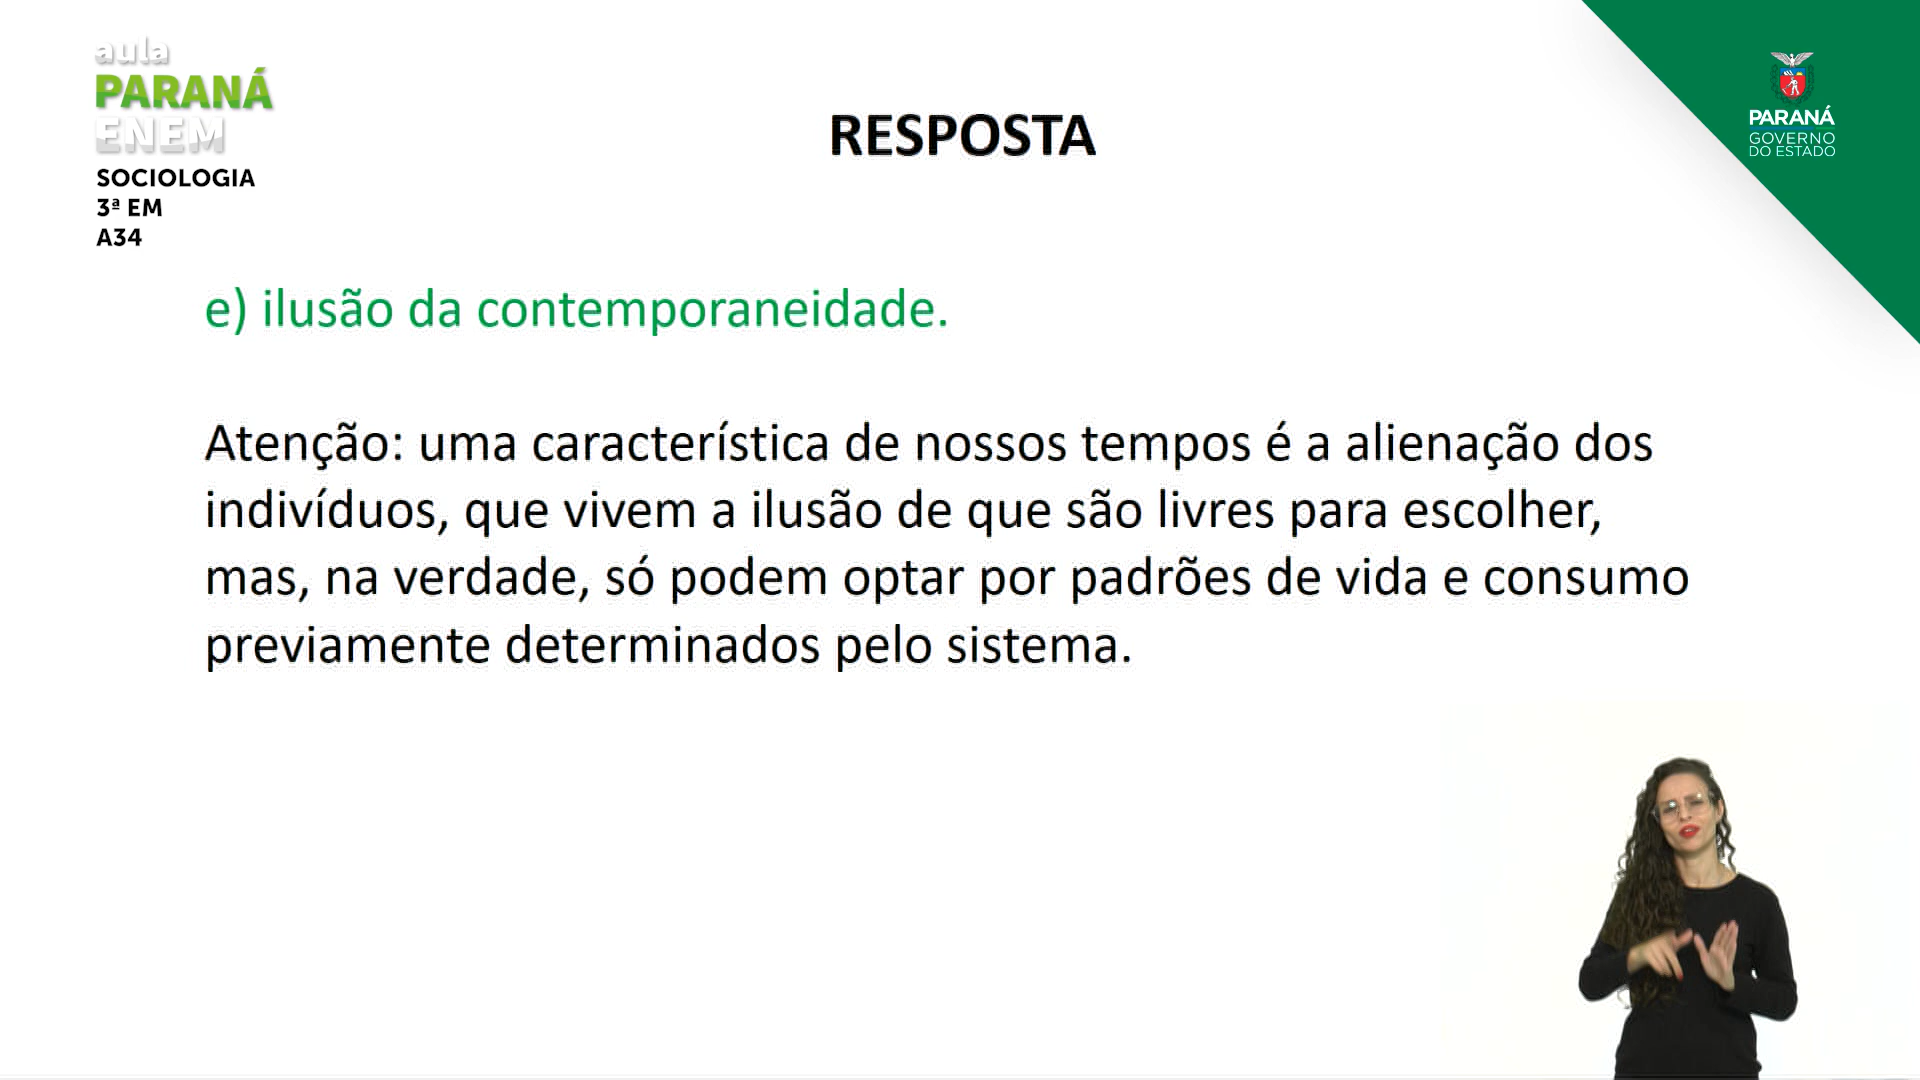 aula
PARANÁ
ENEM
SOCIOLOGIA
3ª EM
A34
RESPOSTA
PARANÁ
GOVERNO
DO ESTADO
e) ilusão da contemporaneidade.
Atenção: uma característica de nossos tempos é a alienação dos
indivíduos, que vivem a ilusão de que são livres para escolher,
mas, na verdade, só podem optar por padrões de vida e consumo
previamente determinados pelo sistema.